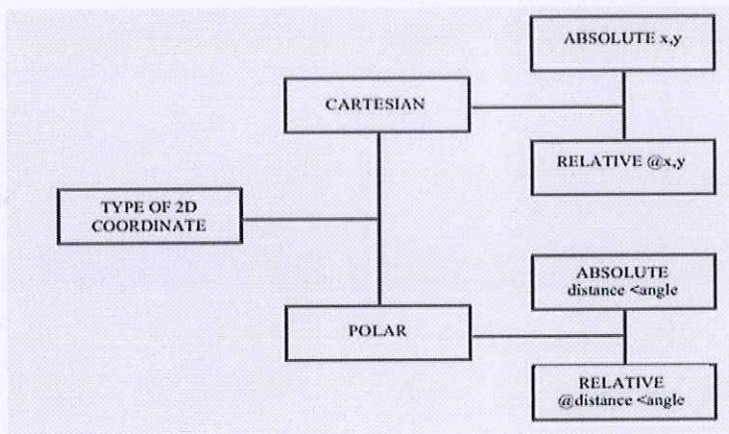 ABSOLUTE x,y
CARTESIAN
RELATIVE @x,y
TYPE OF 2D
COORDINATE
ABSOLUTE
distance <angle
POLAR
RELATIVE
@distance <angle